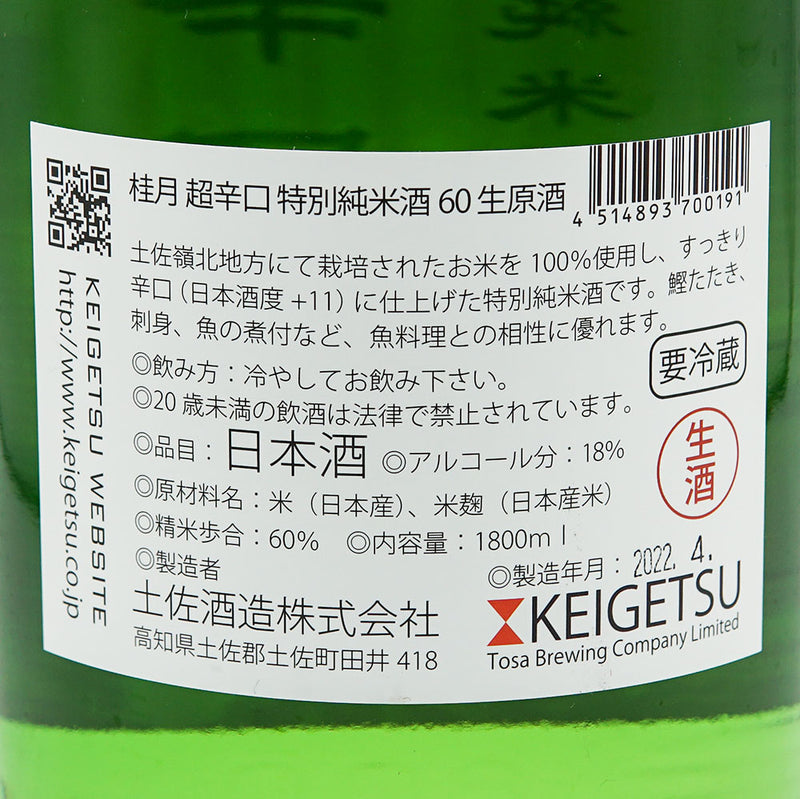 桂月 超辛口 特別純米酒 60 生原酒
4 514893 700191
土佐嶺北地方にて栽培されたお米を 100%使用し、すっきり
辛口（日本酒度 +11）に仕上げた特別純米酒です。鰹たたき、
刺身、魚の煮付など、魚料理との相性に優れます。
◎飲み方：冷やしてお飲み下さい。
◎20 歳未満の飲酒は法律で禁止されています。
要冷蔵
◎品目：日本酒 ◎アルコール分：18%
生酒
◎原材料名：米（日本産）、米麹（日本産米）
◎精米歩合：60% ◎内容量：1800ml
◎製造者
◎製造年月：2022. 4.
土佐酒造株式会社
高知県土佐郡土佐町田井 418
KEIGETSU
Tosa Brewing Company Limited
KEIGETSU WEBSITE
http://www.keigetsu.co.jp